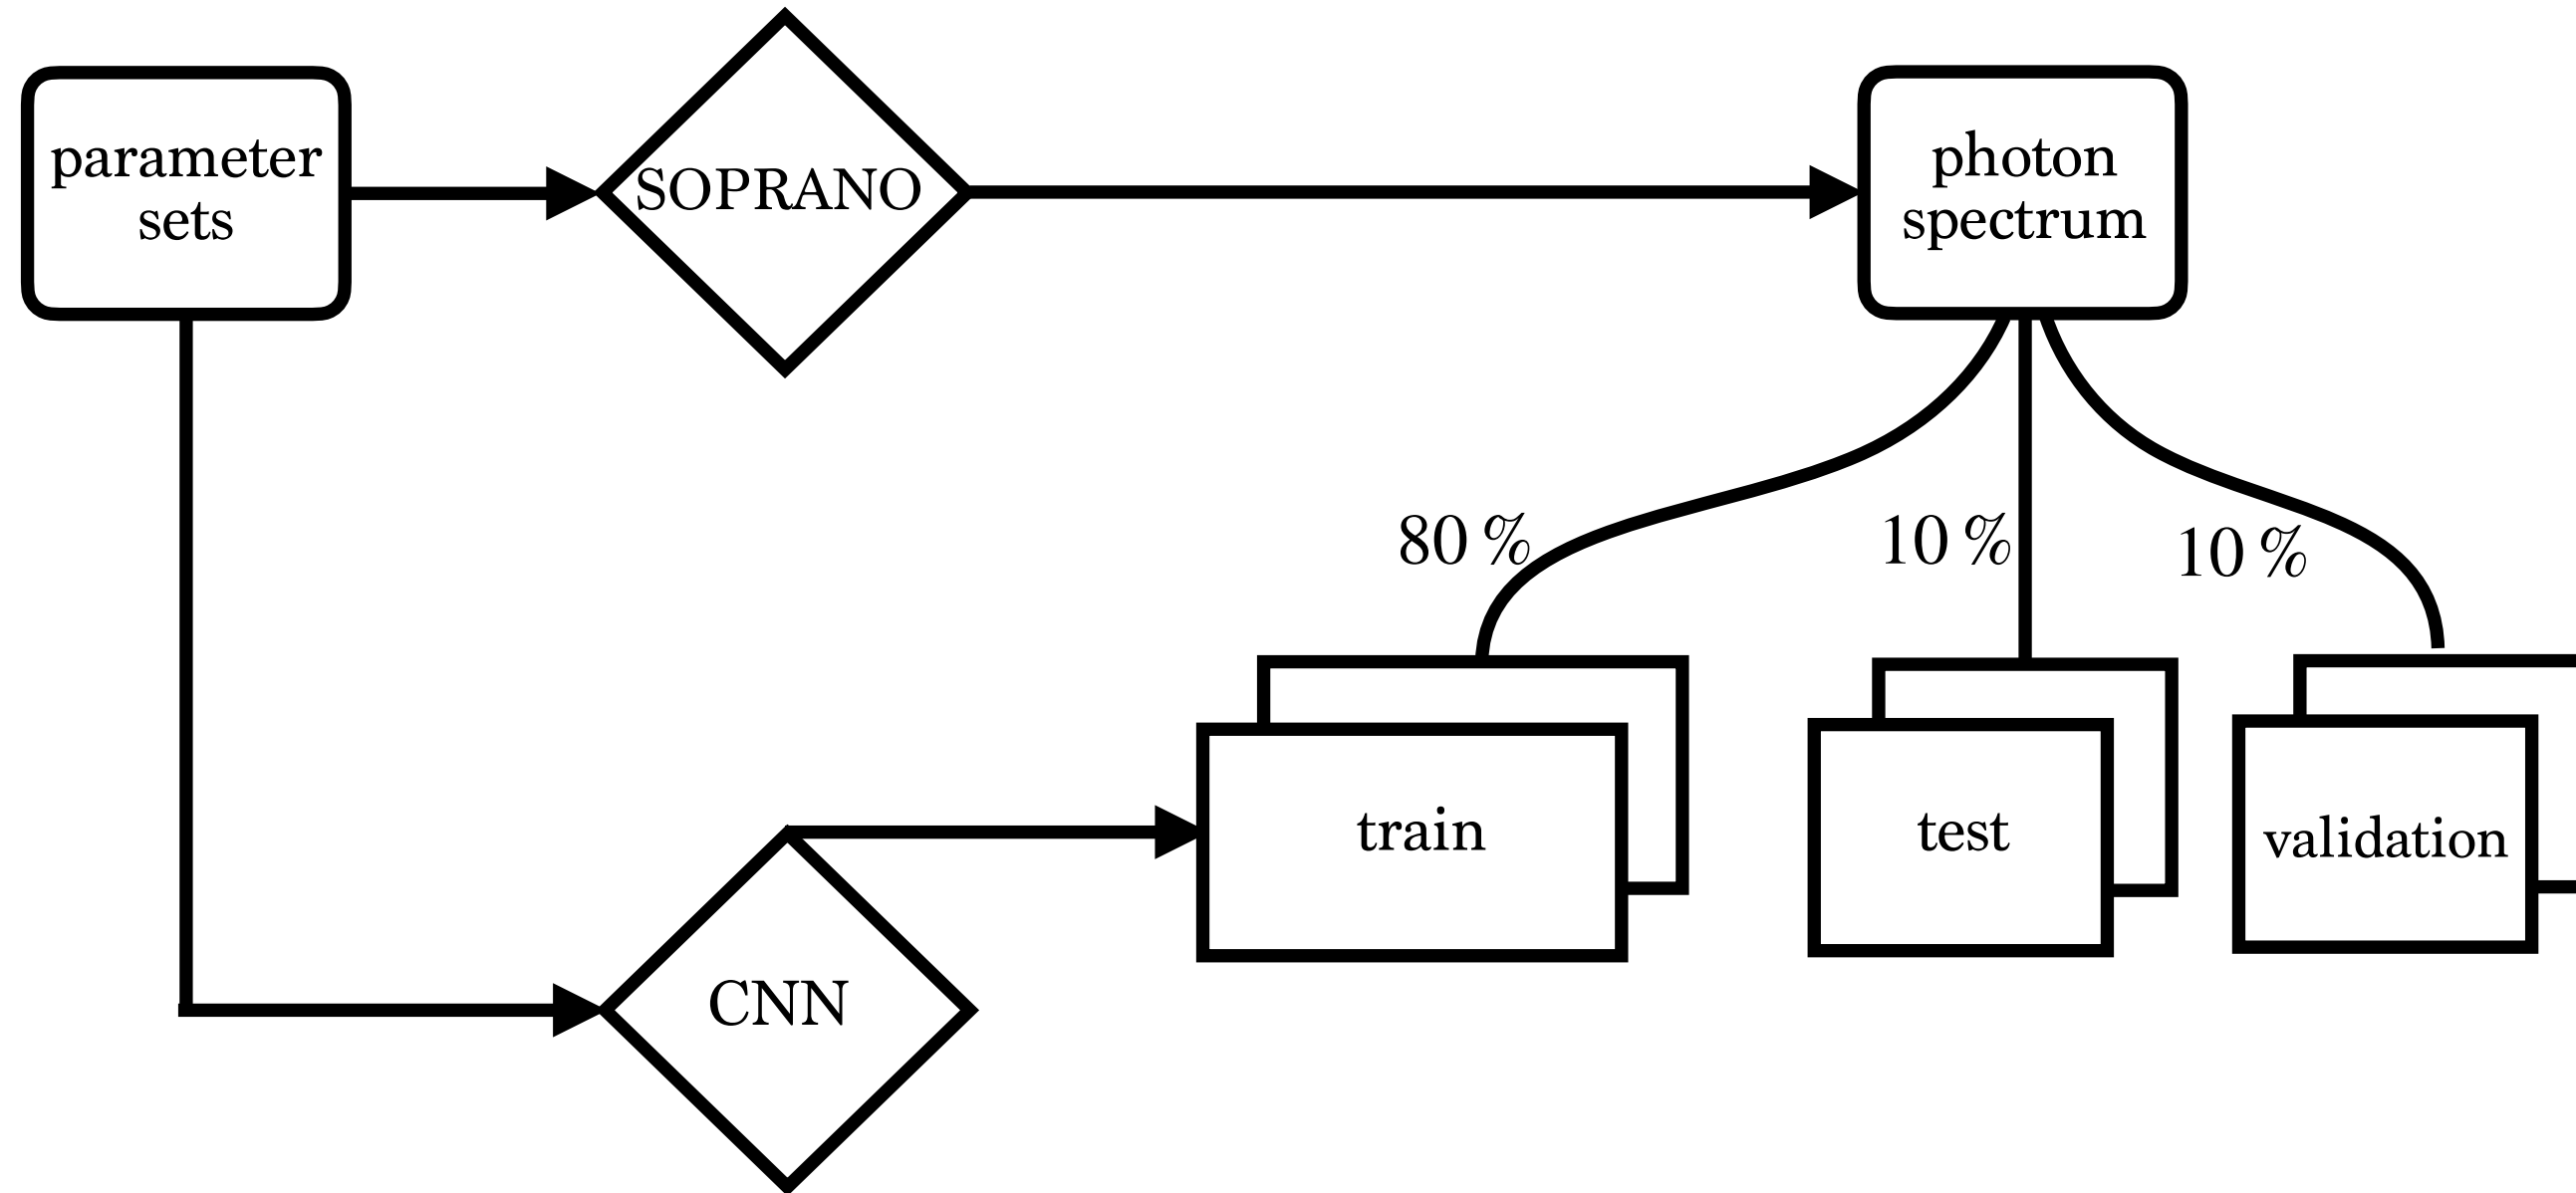 parameter
sets
SOPRANO
photon
spectrum
80 %
10 %
10 %
train
test
validation
CNN